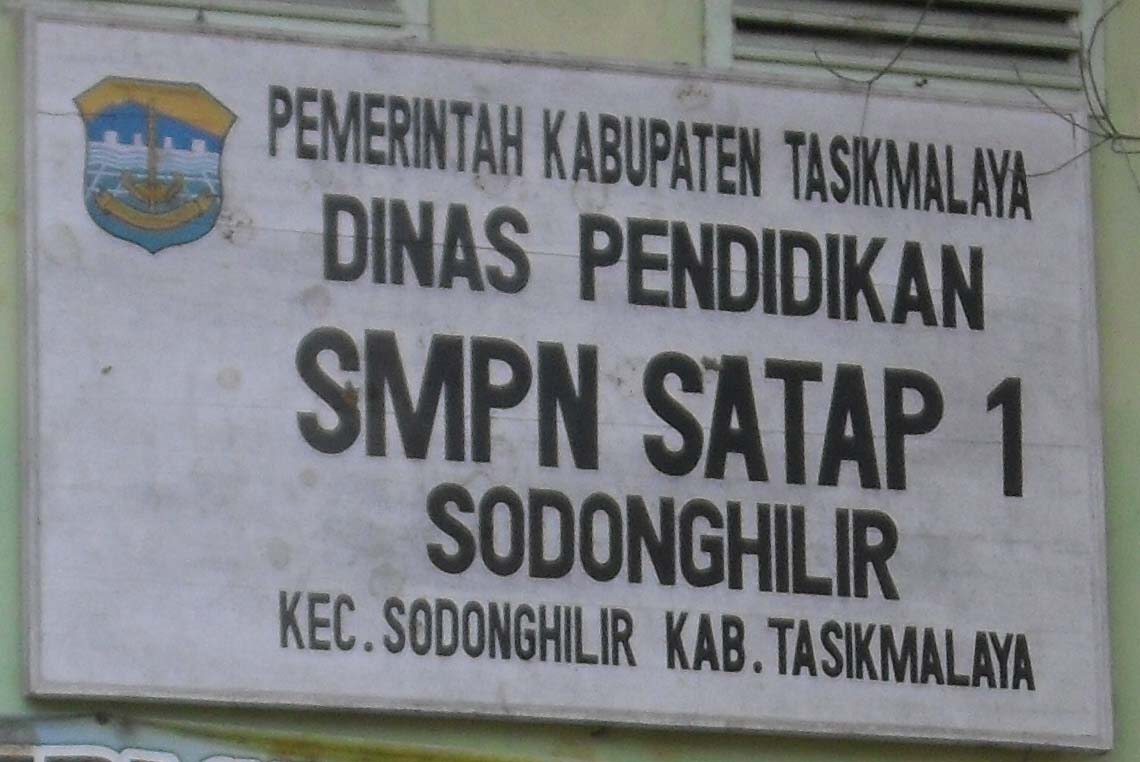 PEMERINTAH KABUPATEN TASIKMALAYA
DINAS PENDIDIKAN
SMPN SATAP 1
SODONGHILIR
KEC. SODONGHILIR KAB. TASIKMALAYA